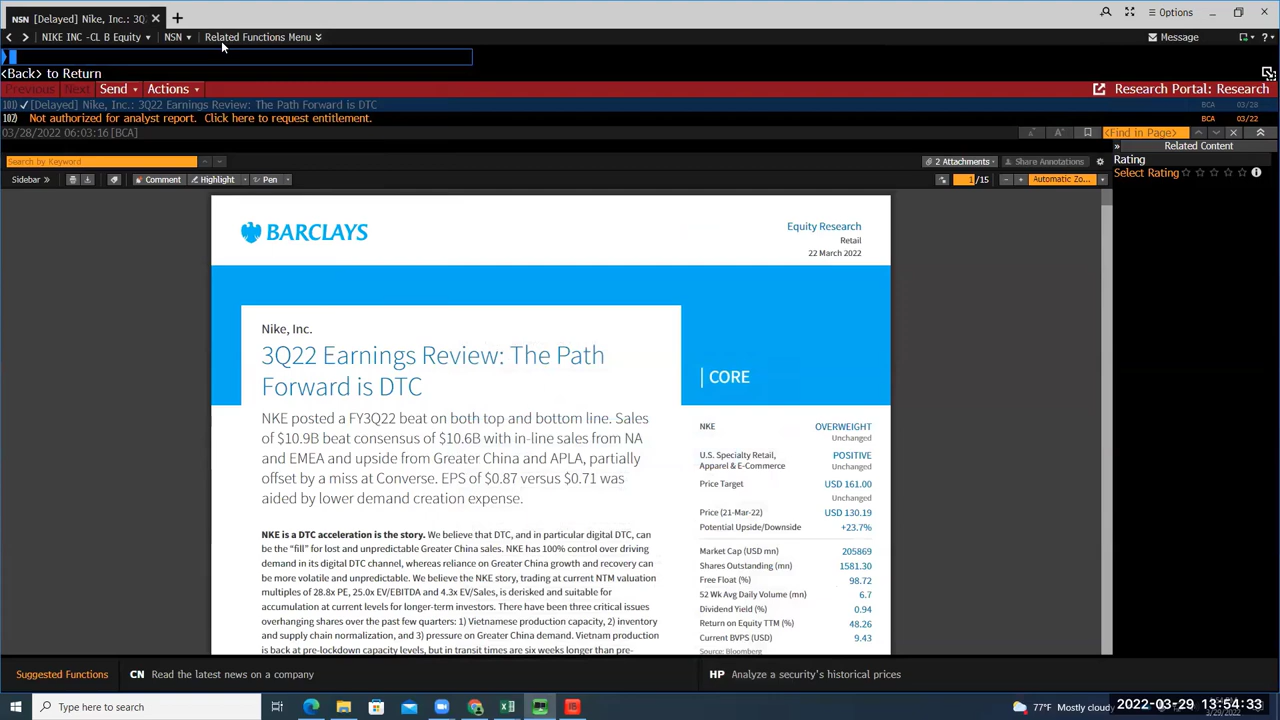 NSN [Delayed] Nike, Inc.: 3Q
Options
NIKE INC -CL B Equity NSN Related Functions Menu
Message
<Back> to Return
Previous Next Send Actions Research Portal: Research
101) [Delayed] Nike, Inc.: 3Q22 Earnings Review: The Path Forward is DTC BCA 03/28
102) Not authorized for analyst report. Click here to request entitlement. BCA 03/22
03/28/2022 06:03:16 [BCA] <Find in Page>
Related Content
Rating
Select Rating
Search by Keyword 2 Attachments Share Annotations
Sidebar Comment Highlight Pen 1 /15 Automatic Zo...
BARCLAYS
Equity Research
Retail
22 March 2022
Nike, Inc.
3Q22 Earnings Review: The Path
Forward is DTC
CORE
NKE posted a FY3Q22 beat on both top and bottom line. Sales
of $10.9B beat consensus of $10.6B with in-line sales from NA
and EMEA and upside from Greater China and APLA, partially
offset by a miss at Converse. EPS of $0.87 versus $0.71 was
aided by lower demand creation expense.
NKE is a DTC acceleration is the story. We believe that DTC, and in particular digital DTC, can
be the “fill” for lost and unpredictable Greater China sales. NKE has 100% control over driving
demand in its digital DTC channel, whereas reliance on Greater China growth and recovery can
be more volatile and unpredictable. We believe the NKE story, trading at current NTM valuation
multiples of 28.8x PE, 25.0x EV/EBITDA and 4.3x EV/Sales, is derisked and suitable for
accumulation at current levels for longer-term investors. There have been three critical issues
overhanging shares over the past few quarters: 1) Vietnamese production capacity, 2) inventory
and supply chain normalization, and 3) pressure on Greater China demand. Vietnam production
is back at pre-lockdown capacity levels, but in transit times are six weeks longer than pre-
NKE OVERWEIGHT
Unchanged
U.S. Specialty Retail, POSITIVE
Apparel & E-Commerce Unchanged
Price Target USD 161.00
Unchanged
Price (21-Mar-22) USD 130.19
Potential Upside/Downside +23.7%
Market Cap (USD mn) 205869
Shares Outstanding (mn) 1581.30
Free Float (%) 98.72
52 Wk Avg Daily Volume (mn) 6.7
Dividend Yield (%) 0.94
Return on Equity TTM (%) 48.26
Current BVPS (USD) 9.43
Source: Bloomberg
Suggested Functions CN Read the latest news on a company HP Analyze a security's historical prices
Type here to search
77°F Mostly cloudy
2022-03-29 13:54:33